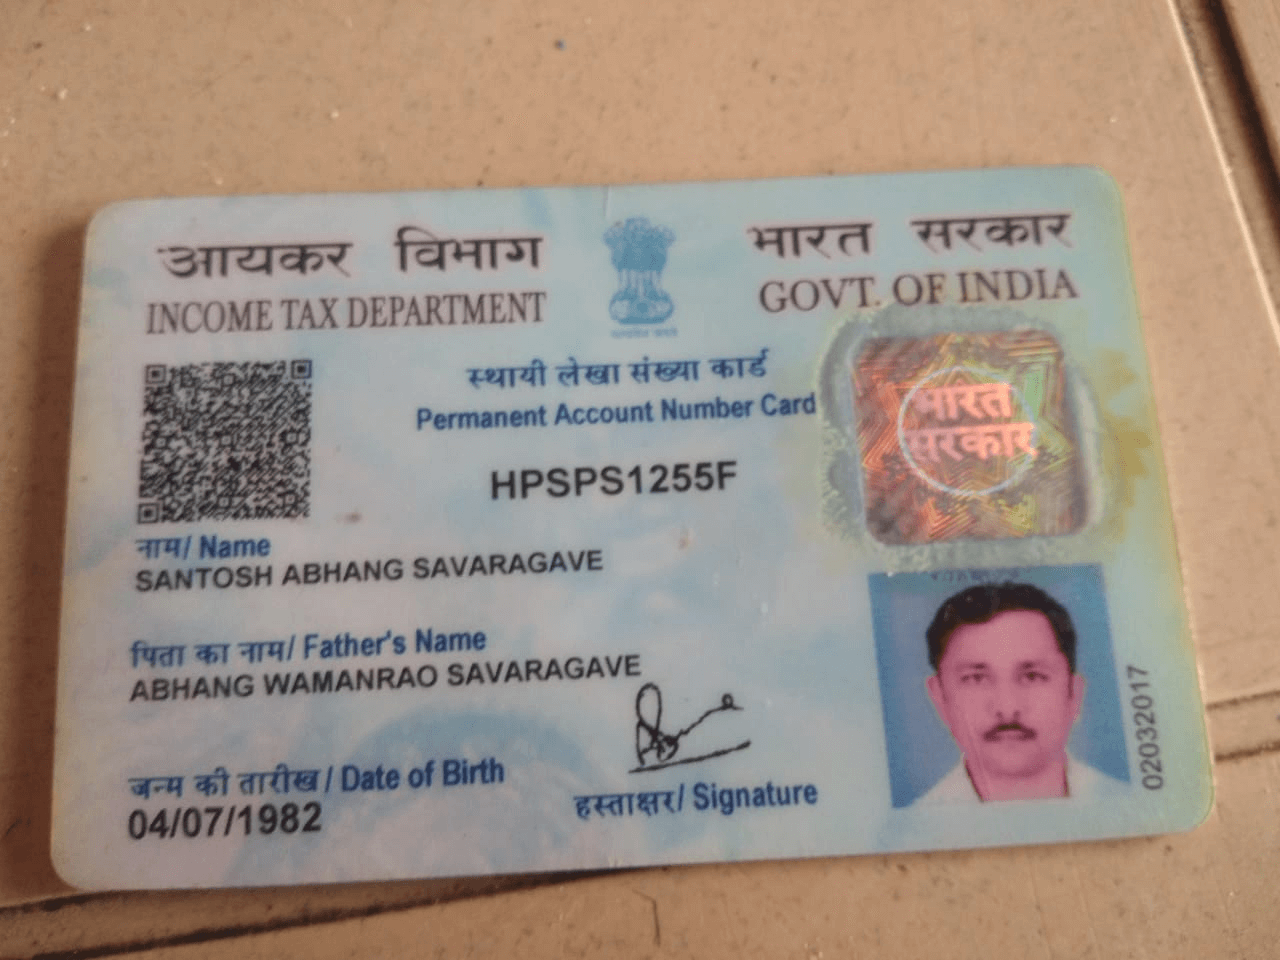 आयकर विभाग
INCOME TAX DEPARTMENT
भारत सरकार
GOVT. OF INDIA
स्थायी लेखा संख्या कार्ड
Permanent Account Number Card
HPSPS1255F
भारत
सरकार
नाम/ Name
SANTOSH ABHANG SAVARAGAVE
पिता का नाम/ Father's Name
ABHANG WAMANRAO SAVARAGAVE
जन्म की तारीख/ Date of Birth
04/07/1982
हस्ताक्षर/ Signature
02032017